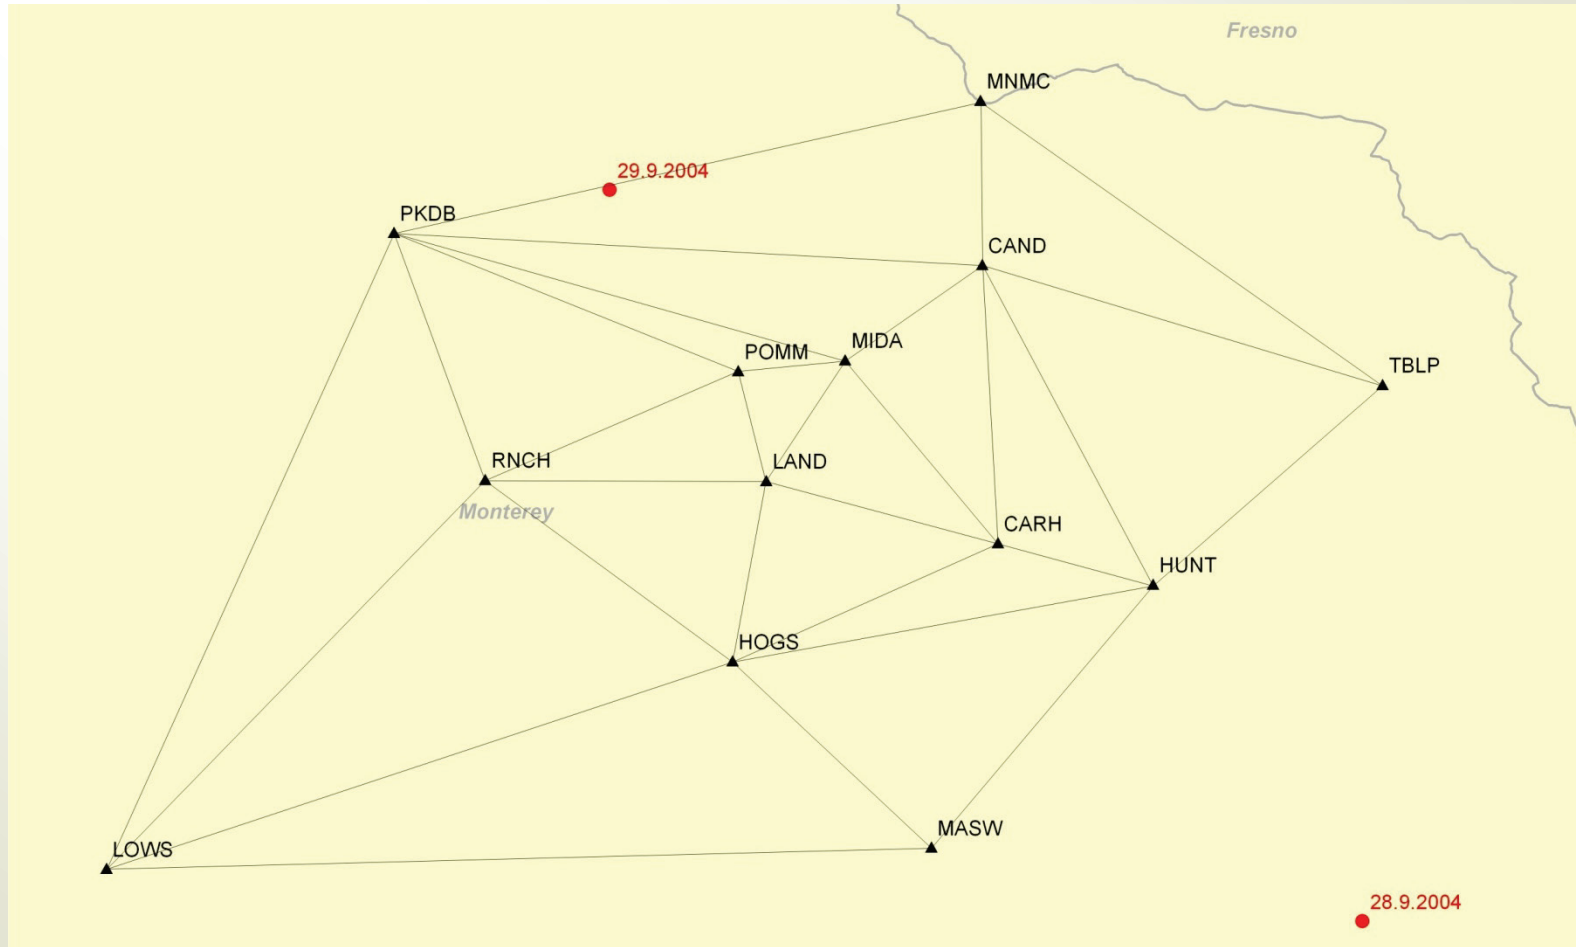 Fresno
MNMC
29.9.2004
PKDB
CAND
MIDA
POMM
TBLP
RNCH
LAND
Monterey
CARH
HUNT
HOGS
MASW
LOWS
28.9.2004